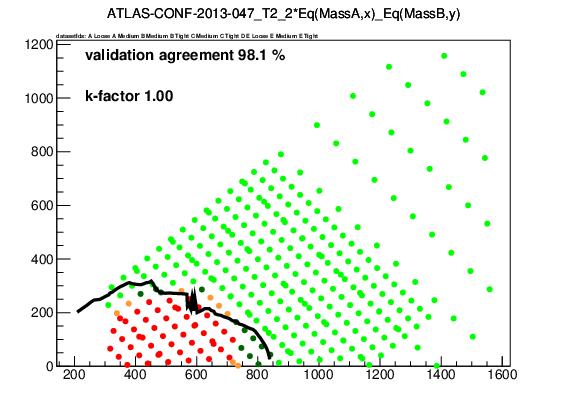 ATLAS-CONF-2013-047_T2_2*Eq(MassA,x)_Eq(MassB,y)
datasetIds: A Loose A Medium B Medium B Tight C Medium C Tight D E Loose E Medium E Tight
1200
validation agreement 98.1 %
1000
k-factor 1.00
800
600
400
200
0
200 400 600 800 1000 1200 1400 1600